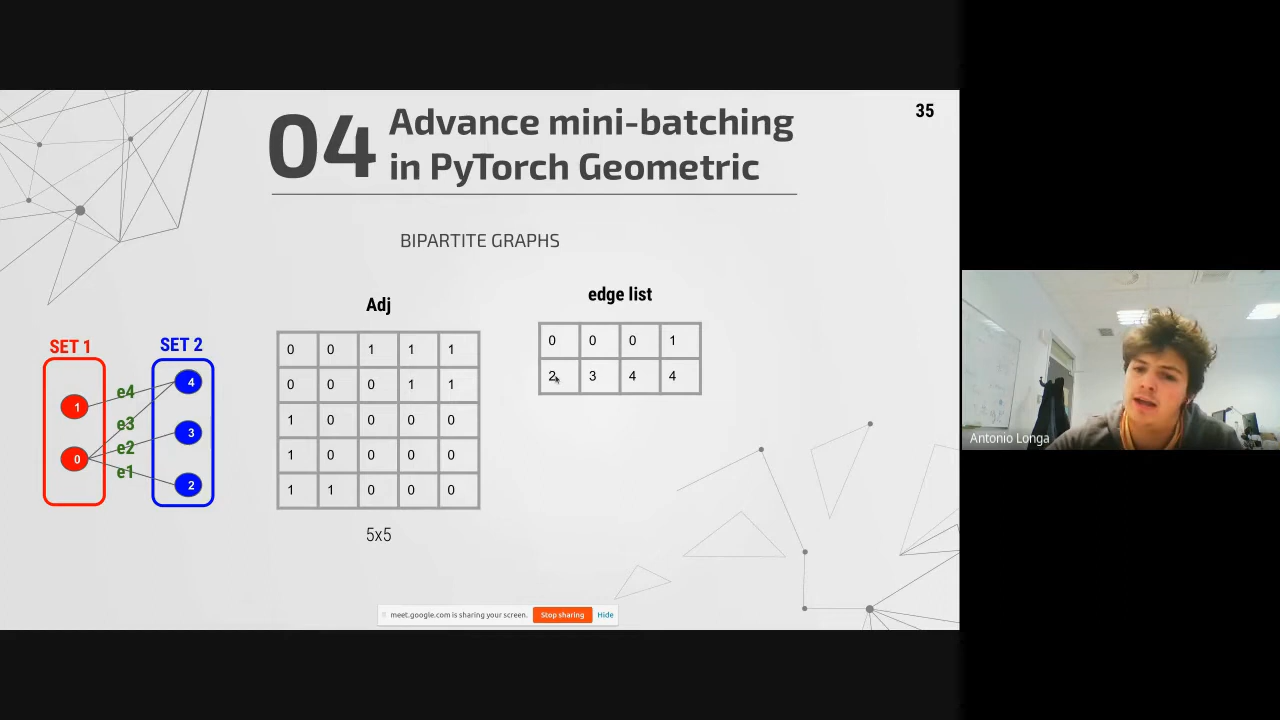 35
04 Advance mini-batching
in PyTorch Geometric
BIPARTITE GRAPHS
SET 1
SET 2
1
0
e4
e3
e2
e1
4
3
2
Adj
0 0 1 1 1
0 0 0 1 1
1 0 0 0 0
1 0 0 0 0
1 1 0 0 0
5x5
edge list
0 0 0 1
2 3 4 4
meet.google.com is sharing your screen. Stop sharing Hide
Antonio Longa